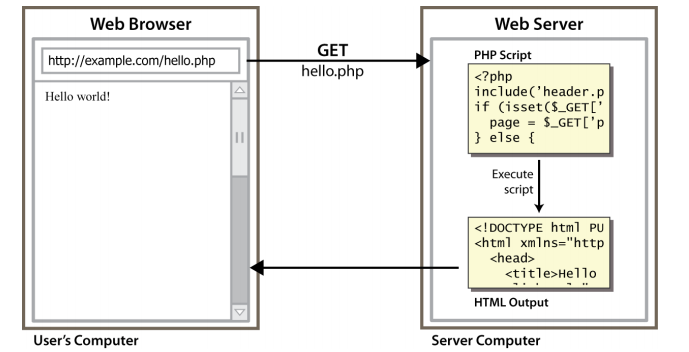 Web Browser
http://example.com/hello.php
Hello world!
User's Computer
GET
hello.php
Web Server
PHP Script
<?php
include('header.p
if (isset($_GET['
page = $_GET['p
} else {
Execute
script
<!DOCTYPE html PU
<html xmlns="http
<head>
<title>Hello
HTML Output
Server Computer